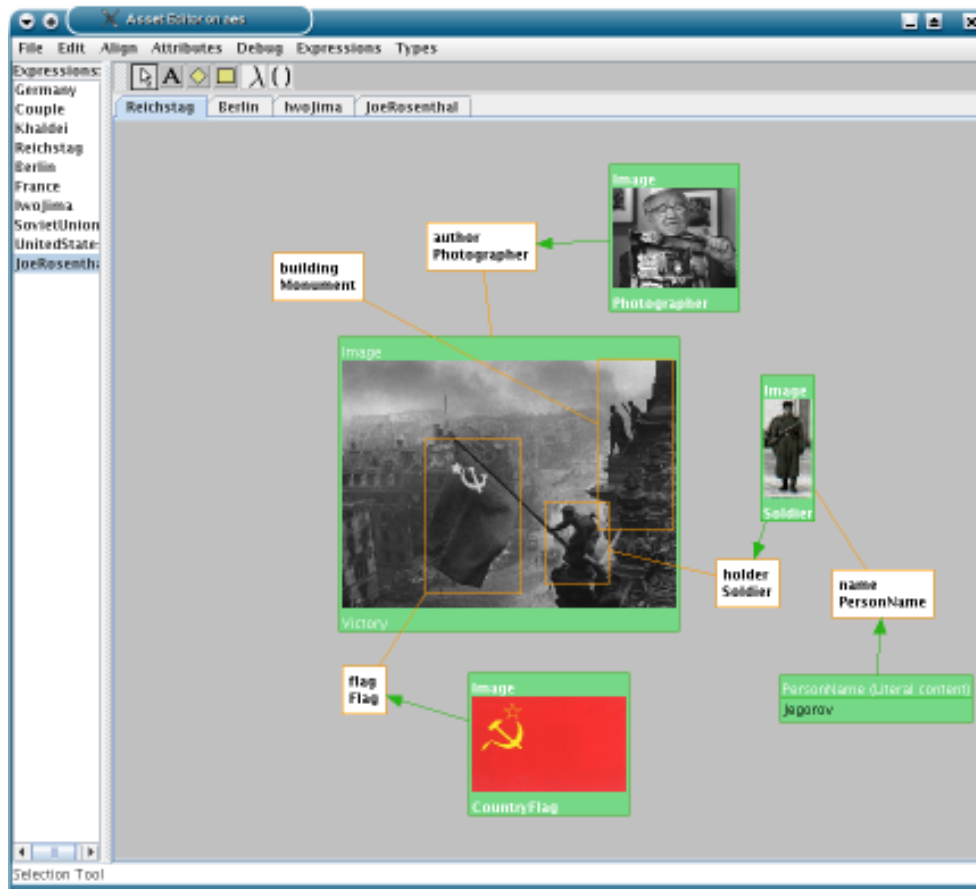 Asset Editor on aes
File Edit Align Attributes Debug Expressions Types
Expressions:
Germany
Couple
Khaldei
Reichstag
Berlin
France
IwoJima
SovietUnion
UnitedState
JoeRosentha
A λ ()
Reichstag Berlin IwoJima JoeRosenthal
Image
Photographer
author
Photographer
building
Monument
Image
Victory
Image
Soldier
holder
Soldier
name
PersonName
PersonName (Literal content)
Jegorov
flag
Flag
Image
CountryFlag
Selection Tool